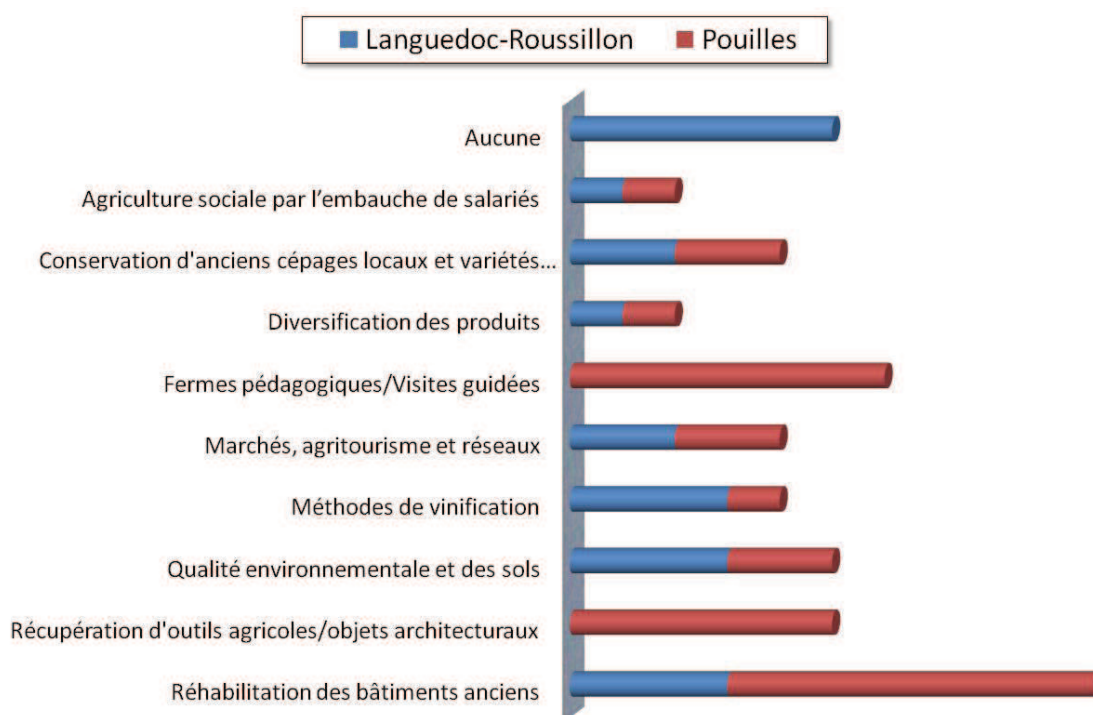 Languedoc-Roussillon Pouilles
Aucune
Agriculture sociale par l’embauche de salariés
Conservation d'anciens cépages locaux et variétés...
Diversification des produits
Fermes pédagogiques/Visites guidées
Marchés, agritourisme et réseaux
Méthodes de vinification
Qualité environnementale et des sols
Récupération d'outils agricoles/objets architecturaux
Réhabilitation des bâtiments anciens